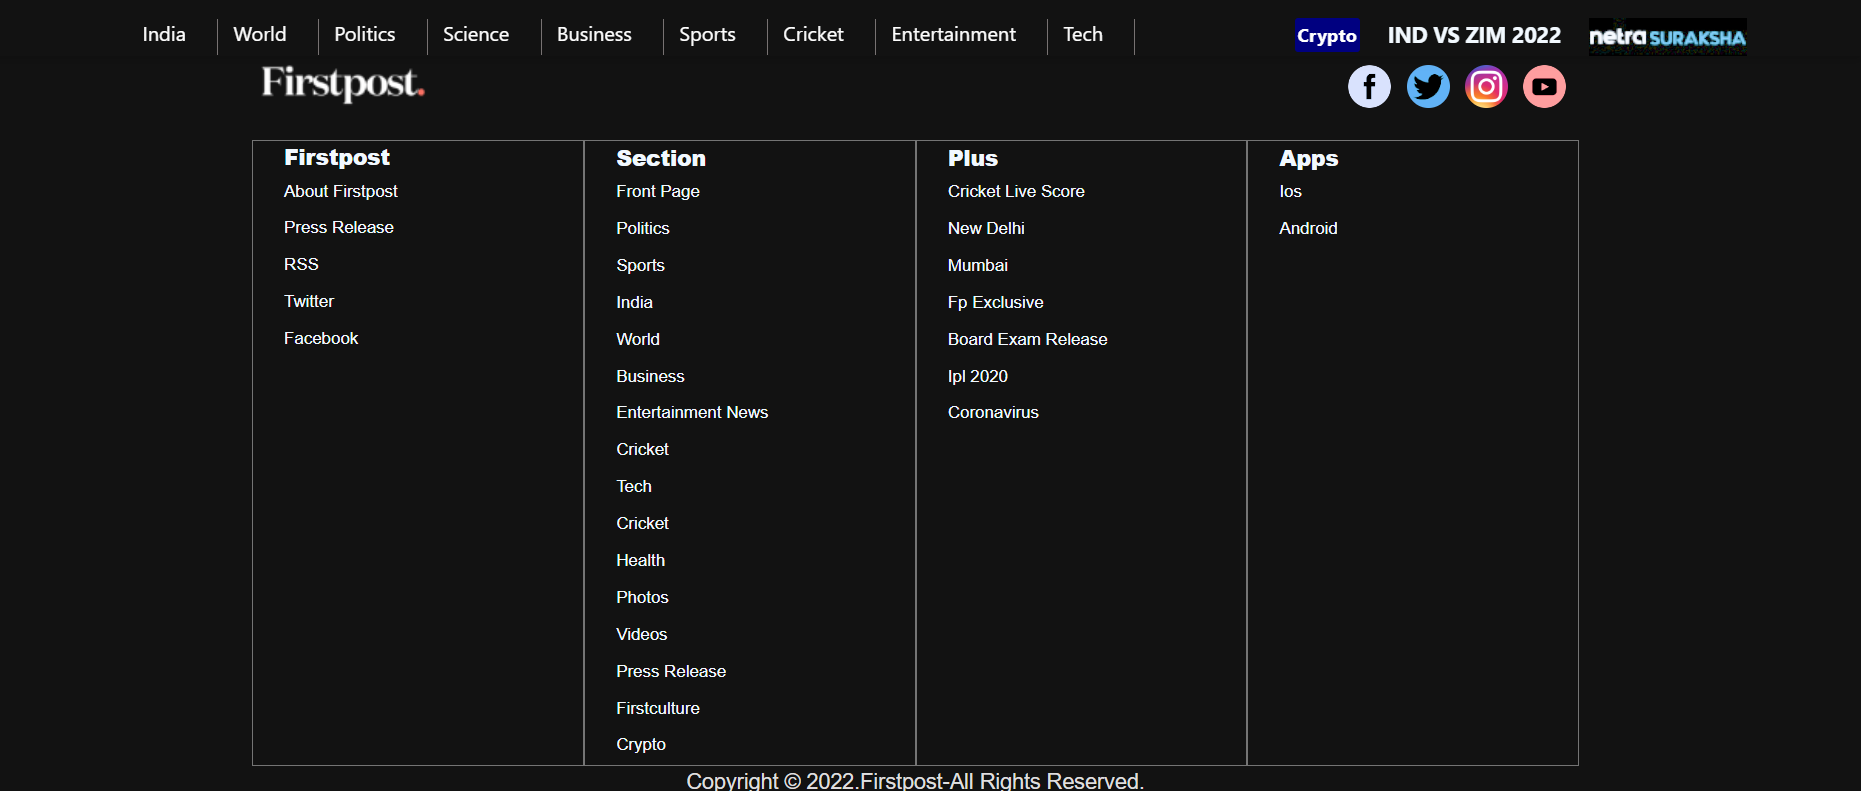 India World Politics Science Business Sports Cricket Entertainment Tech Crypto IND VS ZIM 2022 netra SURAKSHA
Firstpost.
Firstpost
About Firstpost
Press Release
RSS
Twitter
Facebook
Section
Front Page
Politics
Sports
India
World
Business
Entertainment News
Cricket
Tech
Cricket
Health
Photos
Videos
Press Release
Firstculture
Crypto
Plus
Cricket Live Score
New Delhi
Mumbai
Fp Exclusive
Board Exam Release
Ipl 2020
Coronavirus
Apps
Ios
Android
Copyright © 2022.Firstpost-All Rights Reserved.